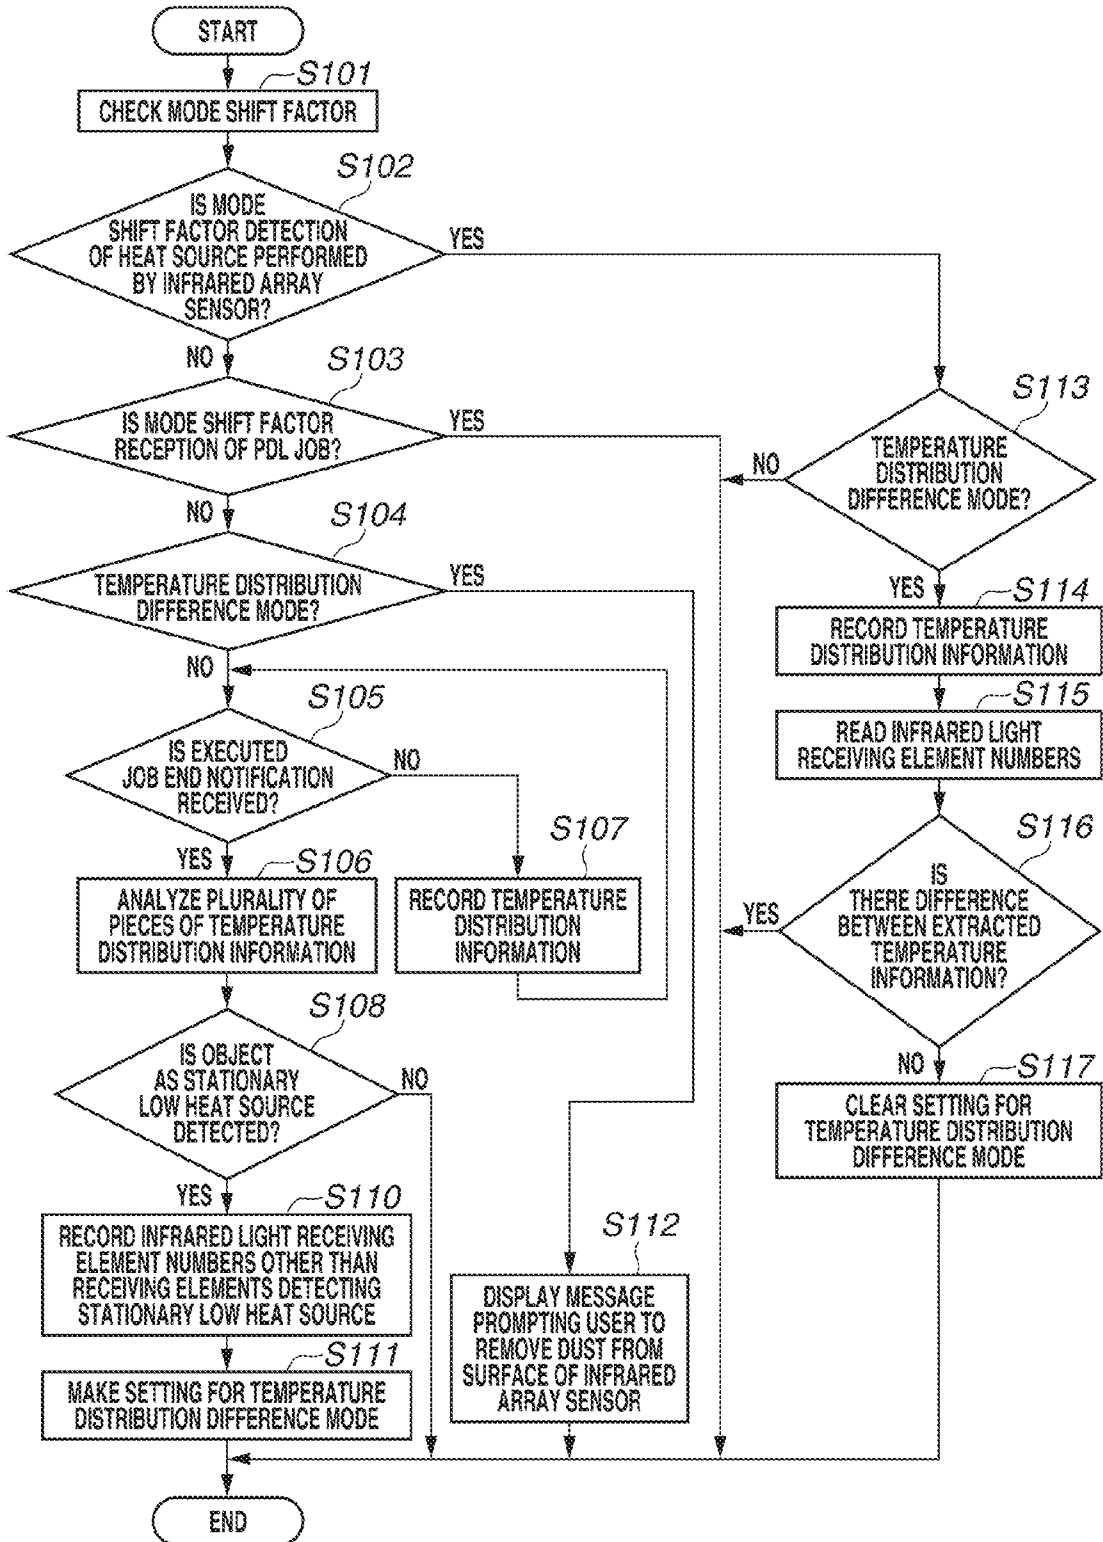 START
S101
CHECK MODE SHIFT FACTOR
S102
IS MODE
SHIFT FACTOR DETECTION
OF HEAT SOURCE PERFORMED
BY INFRARED ARRAY
SENSOR?
YES
NO
S103
IS MODE SHIFT FACTOR
RECEPTION OF PDL JOB?
YES
NO
S104
TEMPERATURE DISTRIBUTION
DIFFERENCE MODE?
YES
NO
S105
IS EXECUTED
JOB END NOTIFICATION
RECEIVED?
NO
YES
S106
ANALYZE PLURALITY OF
PIECES OF TEMPERATURE
DISTRIBUTION INFORMATION
S107
RECORD TEMPERATURE
DISTRIBUTION
INFORMATION
S108
IS OBJECT
AS STATIONARY
LOW HEAT SOURCE
DETECTED?
NO
YES
S110
RECORD INFRARED LIGHT RECEIVING
ELEMENT NUMBERS OTHER THAN
RECEIVING ELEMENTS DETECTING
STATIONARY LOW HEAT SOURCE
S111
MAKE SETTING FOR TEMPERATURE
DISTRIBUTION DIFFERENCE MODE
S112
DISPLAY MESSAGE
PROMPTING USER TO
REMOVE DUST FROM
SURFACE OF INFRARED
ARRAY SENSOR
S113
TEMPERATURE
DISTRIBUTION
DIFFERENCE MODE?
NO
YES
S114
RECORD TEMPERATURE
DISTRIBUTION INFORMATION
S115
READ INFRARED LIGHT
RECEIVING ELEMENT NUMBERS
S116
IS
THERE DIFFERENCE
BETWEEN EXTRACTED
TEMPERATURE
INFORMATION?
YES
NO
S117
CLEAR SETTING FOR
TEMPERATURE DISTRIBUTION
DIFFERENCE MODE
END